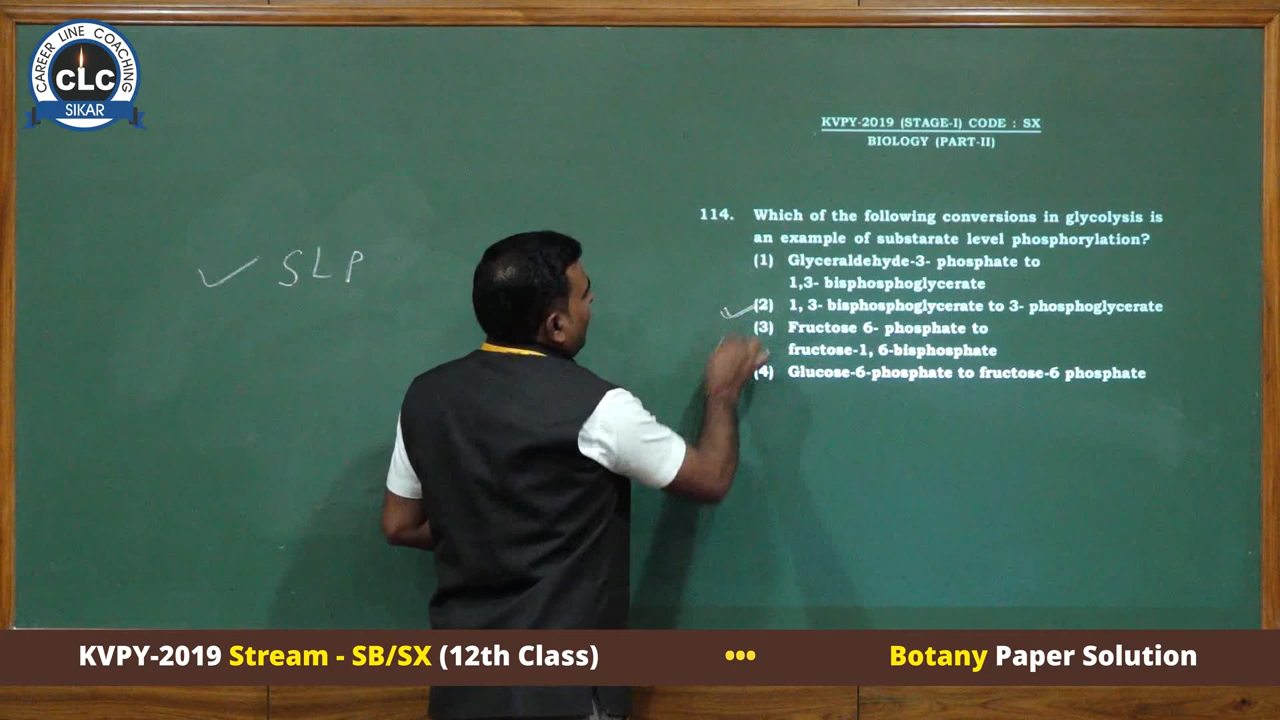 CAREER LINE COACHING
CLC
SIKAR
KVPY-2019 (STAGE-I) CODE : SX
BIOLOGY (PART-II)
114. Which of the following conversions in glycolysis is
an example of substarate level phosphorylation?
(1) Glyceraldehyde-3- phosphate to
1,3- bisphosphoglycerate
(2) 1, 3- bisphosphoglycerate to 3- phosphoglycerate
(3) Fructose 6- phosphate to
fructose-1, 6-bisphosphate
(4) Glucose-6-phosphate to fructose-6 phosphate
✓ SLP
KVPY-2019 Stream - SB/SX (12th Class) ••• Botany Paper Solution